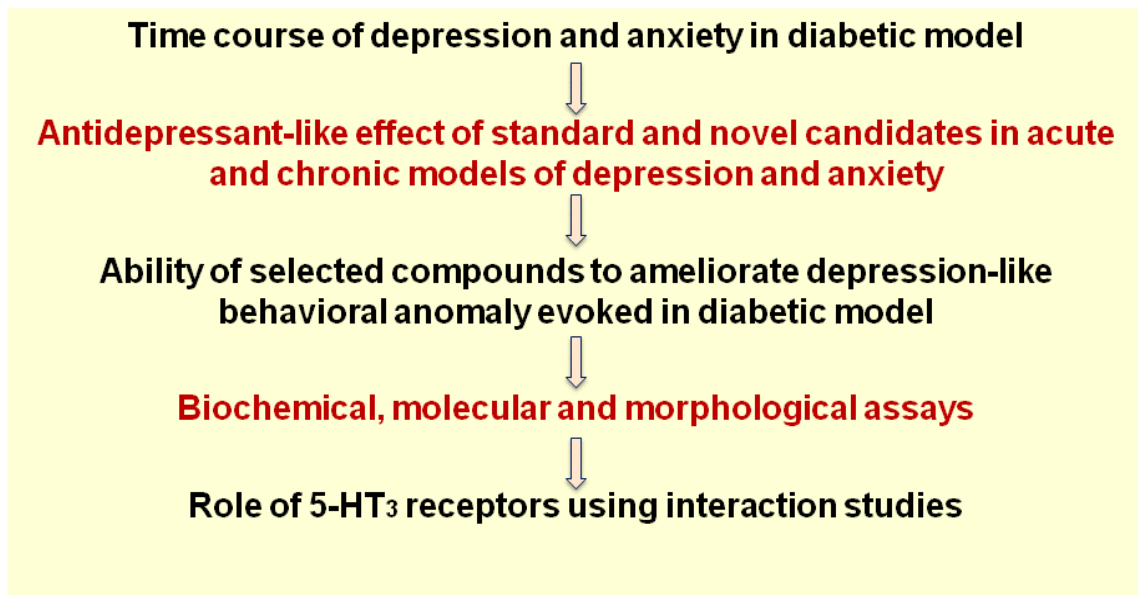 Time course of depression and anxiety in diabetic model
Antidepressant-like effect of standard and novel candidates in acute
and chronic models of depression and anxiety
Ability of selected compounds to ameliorate depression-like
behavioral anomaly evoked in diabetic model
Biochemical, molecular and morphological assays
Role of 5-HT₃ receptors using interaction studies